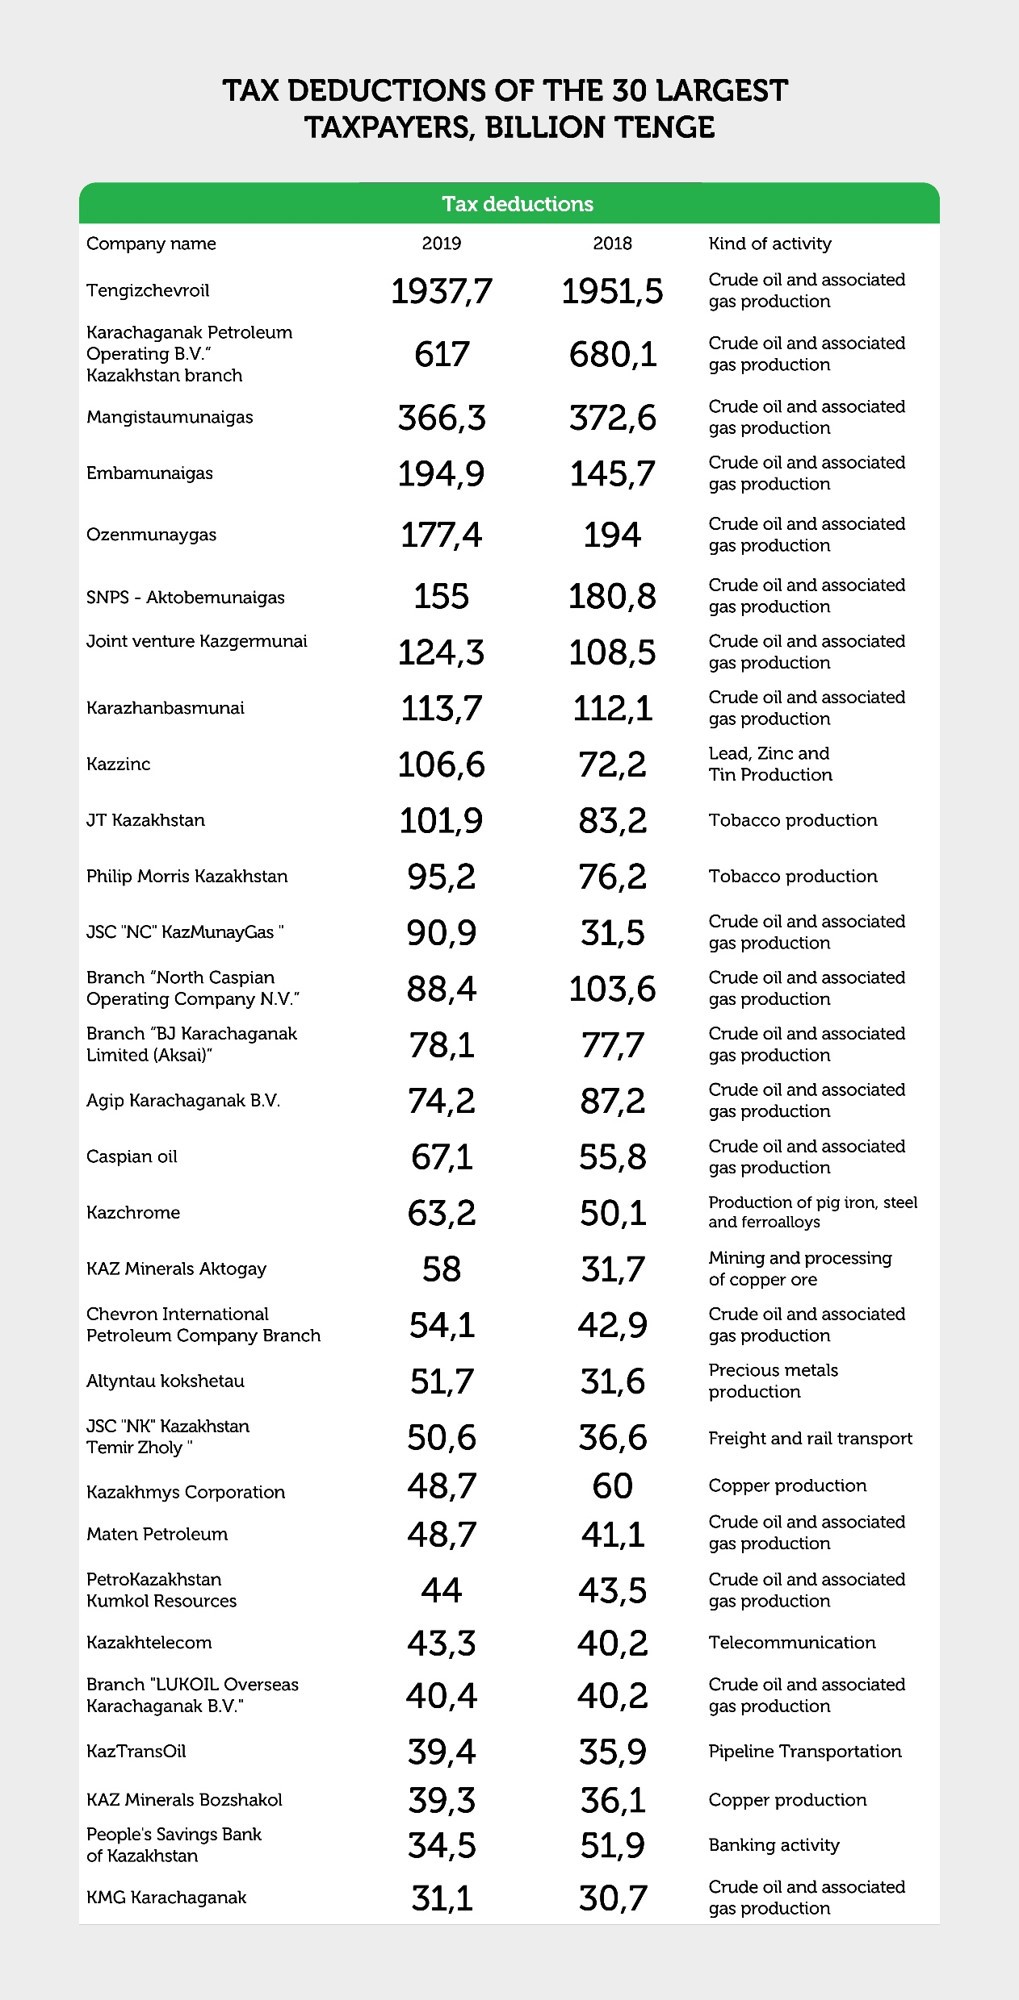 TAX DEDUCTIONS OF THE 30 LARGEST
TAXPAYERS, BILLION TENGE
Tax deductions
Company name 2019 2018 Kind of activity
Tengizchevroil 1937,7 1951,5 Crude oil and associated
gas production
Karachaganak Petroleum
Operating B.V.“ 617 680,1 Crude oil and associated
Kazakhstan branch gas production
Mangistaumunaigas 366,3 372,6 Crude oil and associated
gas production
Embamunaigas 194,9 145,7 Crude oil and associated
gas production
Ozenmunaygas 177,4 194 Crude oil and associated
gas production
SNPS - Aktobemunaigas 155 180,8 Crude oil and associated
gas production
Joint venture Kazgermunai 124,3 108,5 Crude oil and associated
gas production
Karazhanbasmunai 113,7 112,1 Crude oil and associated
gas production
Kazzinc 106,6 72,2 Lead, Zinc and
Tin Production
JT Kazakhstan 101,9 83,2 Tobacco production
Philip Morris Kazakhstan 95,2 76,2 Tobacco production
JSC "NC" KazMunayGas " 90,9 31,5 Crude oil and associated
gas production
Branch “North Caspian 88,4 103,6 Crude oil and associated
Operating Company N.V.” gas production
Branch “BJ Karachaganak 78,1 77,7 Crude oil and associated
Limited (Aksai)” gas production
Agip Karachaganak B.V. 74,2 87,2 Crude oil and associated
gas production
Caspian oil 67,1 55,8 Crude oil and associated
gas production
Kazchrome 63,2 50,1 Production of pig iron, steel
and ferroalloys
KAZ Minerals Aktogay 58 31,7 Mining and processing
of copper ore
Chevron International 54,1 42,9 Crude oil and associated
Petroleum Company Branch gas production
Altyntau kokshetau 51,7 31,6 Precious metals
production
JSC "NK" Kazakhstan 50,6 36,6 Freight and rail transport
Temir Zholy "
Kazakhmys Corporation 48,7 60 Copper production
Maten Petroleum 48,7 41,1 Crude oil and associated
gas production
PetroKazakhstan 44 43,5 Crude oil and associated
Kumkol Resources gas production
Kazakhtelecom 43,3 40,2 Telecommunication
Branch "LUKOIL Overseas 40,4 40,2 Crude oil and associated
Karachaganak B.V." gas production
KazTransOil 39,4 35,9 Pipeline Transportation
KAZ Minerals Bozshakol 39,3 36,1 Copper production
People's Savings Bank 34,5 51,9 Banking activity
of Kazakhstan
KMG Karachaganak 31,1 30,7 Crude oil and associated
gas production